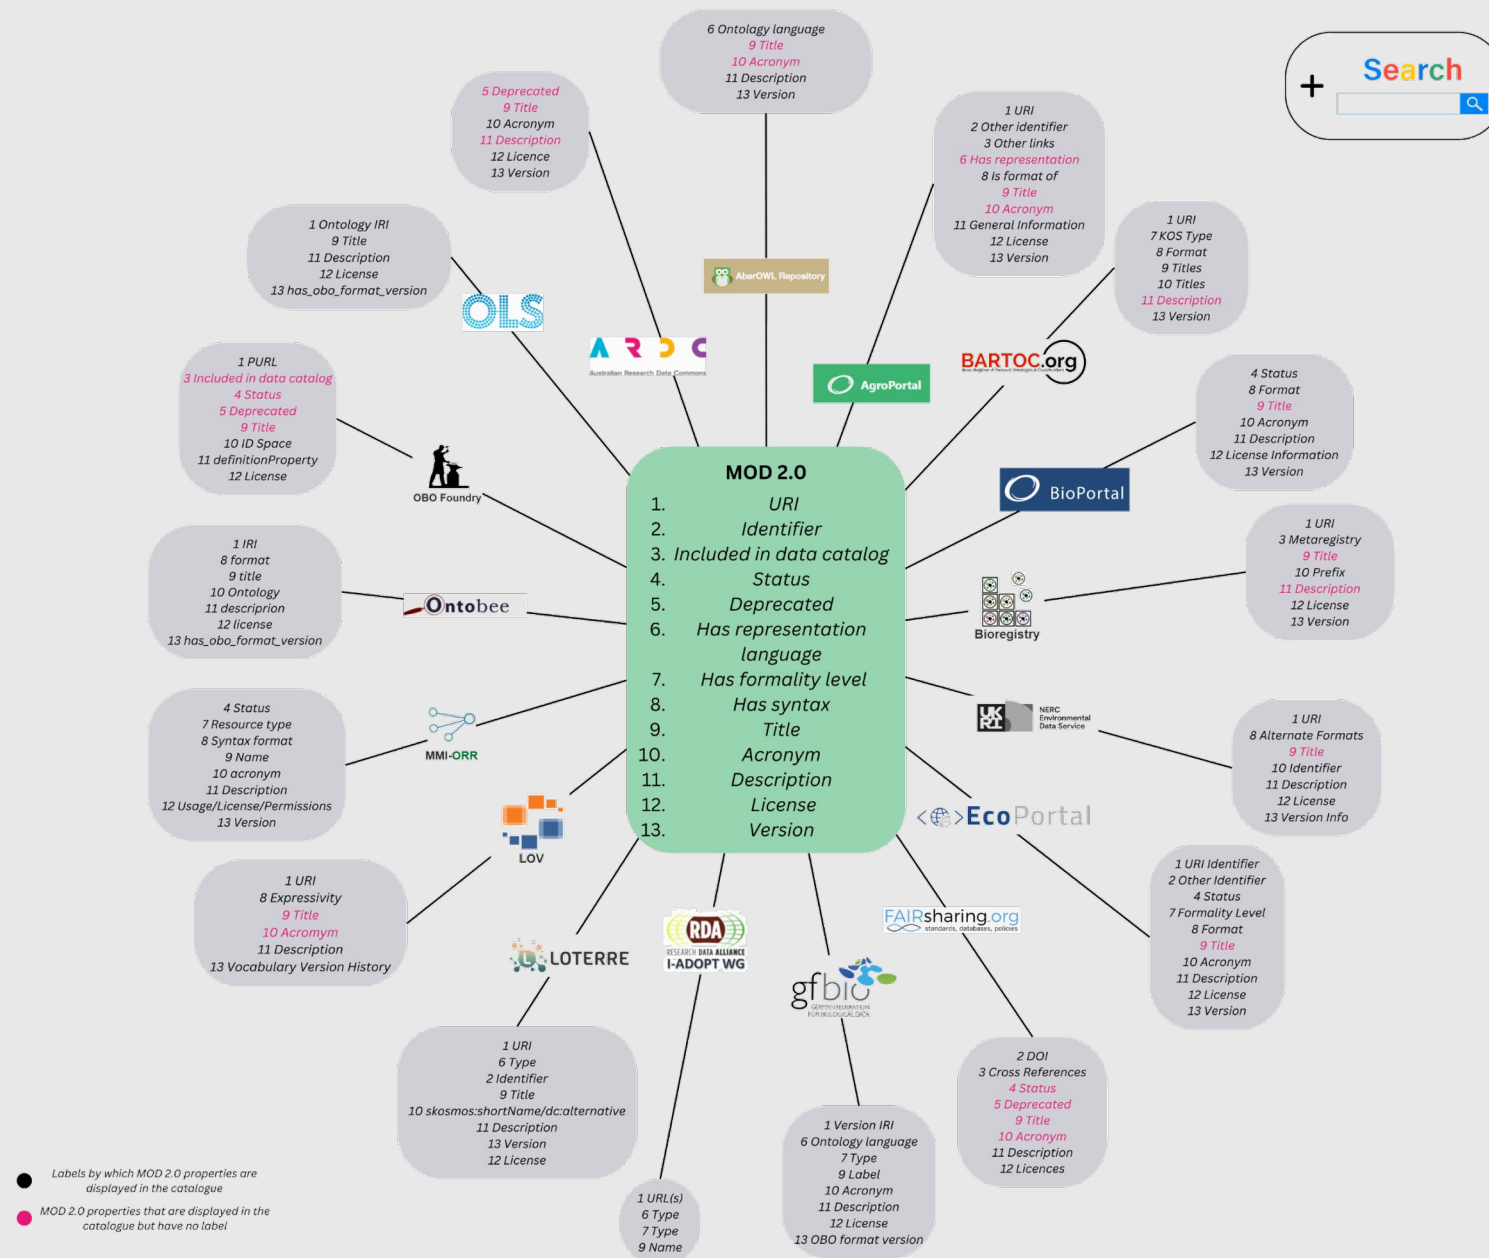 6 Ontolagy language
9 Title
10 Acronym
11 Description
13 Version
Search
+
5 Deprecated
9 Title
10 Acronym
11 Description
12 Licence
13 Version
1 URI
2 Other identifier
3 Other links
6 Has representation
8 Is format of
9 Title
10 Acronym
11 General Information
12 License
13 Version
1 Ontology IRI
9 Title
11 Description
12 License
13 has_obo_format_version
1 URI
7 KOS Type
8 Format
9 Titles
10 Titles
11 Description
13 Version
OLS
ARDC
Australian Research Data Commons
AberOWL Repository
AgroPortal
BARTOC.org
Basic Register of Thesauri, Ontologies & Classifications
1 PURL
3 Included in data catalog
4 Status
5 Deprecated
9 Title
10 ID Space
11 definitionProperty
12 License
OBO Foundry
4 Status
8 Format
9 Title
10 Acronym
11 Description
12 License Information
13 Version
BioPortal
MOD 2.0
1. URI
2. Identifier
3. Included in data catalog
4. Status
5. Deprecated
6. Has representation
language
7. Has formality level
8. Has syntax
9. Title
10. Acronym
11. Description
12. License
13. Version
1 IRI
8 format
9 title
10 Ontology
11 descriprion
12 license
13 has_obo_format_version
Ontobee
1 URI
3 Metaregistry
9 Title
10 Prefix
11 Description
12 License
13 Version
Bioregistry
4 Status
7 Resource type
8 Syntax format
9 Name
10 acronym
11 Description
12 Usage/License/Permissions
13 Version
MMI-ORR
UKRI
NERC
Environmental
Data Service
1 URI
8 Alternate Formats
9 Title
10 Identifier
11 Description
12 License
13 Version Info
LOV
<>EcoPortal
1 URI
8 Expressivity
9 Title
10 Acromym
11 Description
13 Vocabulary Version History
1 URI Identifier
2 Other Identifier
4 Status
7 Formality Level
8 Format
9 Title
10 Acronym
11 Description
12 License
13 Version
LOTERRE
RDA
RESEARCH DATA ALLIANCE
I-ADOPT WG
gfbio
GERMAN FEDERATION
FOR BIOLOGICAL DATA
FAIRsharing.org
standards, databases, policies
1 URI
6 Type
2 Identifier
9 Title
10 skosmos:shortName/dc:alternative
11 Description
13 Version
12 License
1 URL(s)
6 Type
7 Type
9 Name
1 Version IRI
6 Ontology language
7 Type
9 Label
10 Acronym
11 Description
12 License
13 OBO format version
2 DOI
3 Cross References
4 Status
5 Deprecated
9 Title
10 Acronym
11 Description
12 Licences
Labels by which MOD 2.0 properties are
displayed in the catalogue
MOD 2.0 properties that are displayed in the
catalogue but have no label